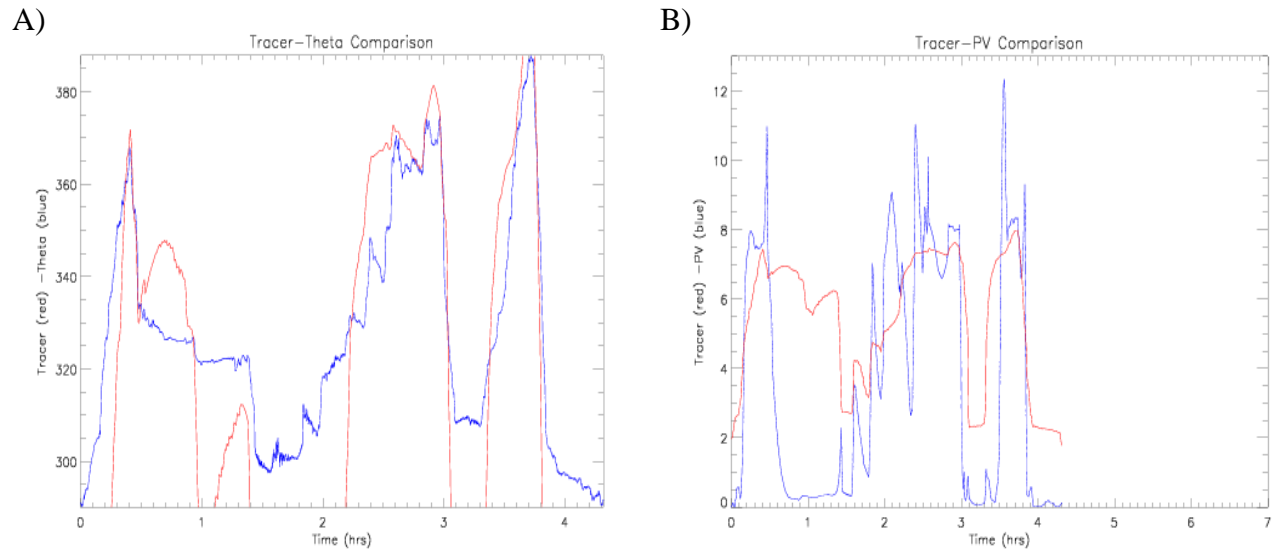 A)
Tracer-Theta Comparison
Tracer (red) -Theta (blue)
380
360
340
320
300
0 1 2 3 4
Time (hrs)
B)
Tracer-PV Comparison
Tracer (red) -PV (blue)
12
10
8
6
4
2
0
0 1 2 3 4 5 6 7
Time (hrs)